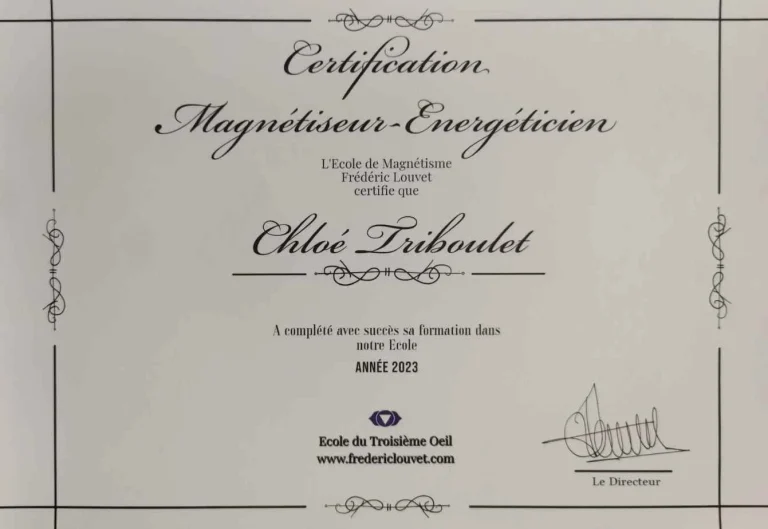 Certification
Magnétiseur-Energéticien
L'Ecole de Magnétisme
Frédéric Louvet
certifie que
Chloé Triboulet
A complété avec succès sa formation dans
notre Ecole
ANNÉE 2023
Ecole du Troisième Oeil
www.fredericlouvet.com
Le Directeur